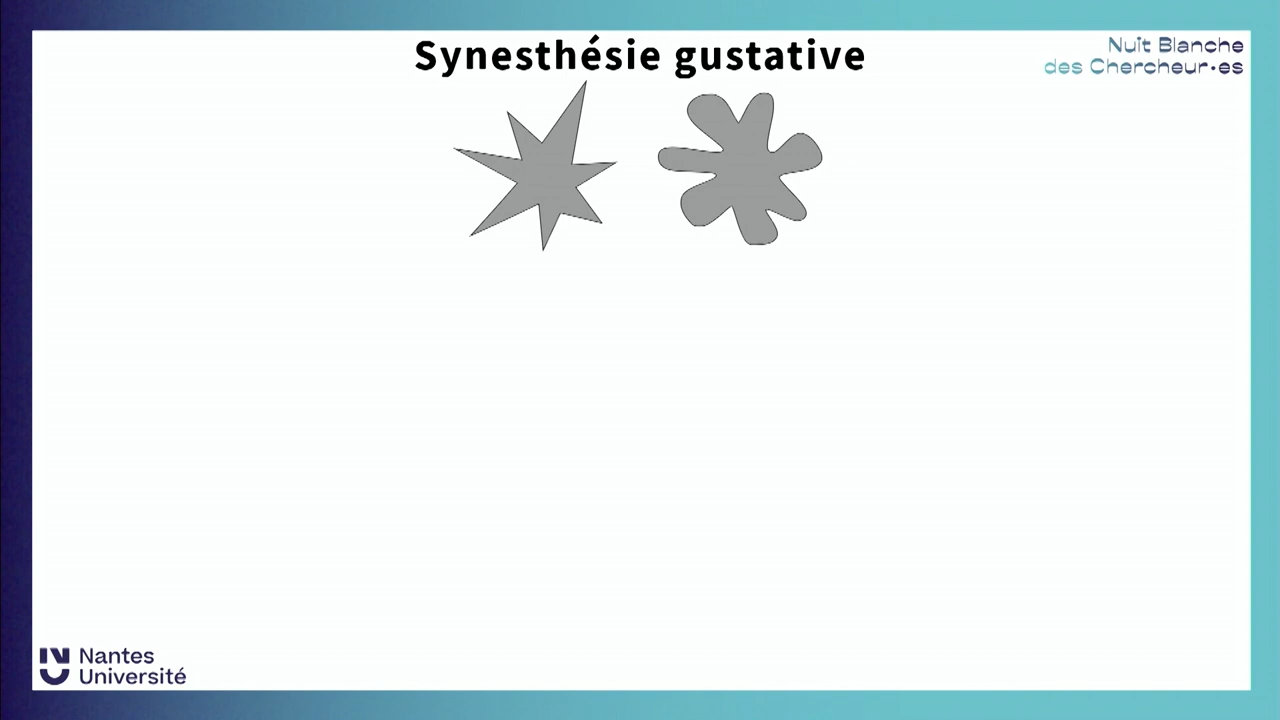 Synesthésie gustative
Nuit Blanche
des Chercheur·es
Nantes
Université